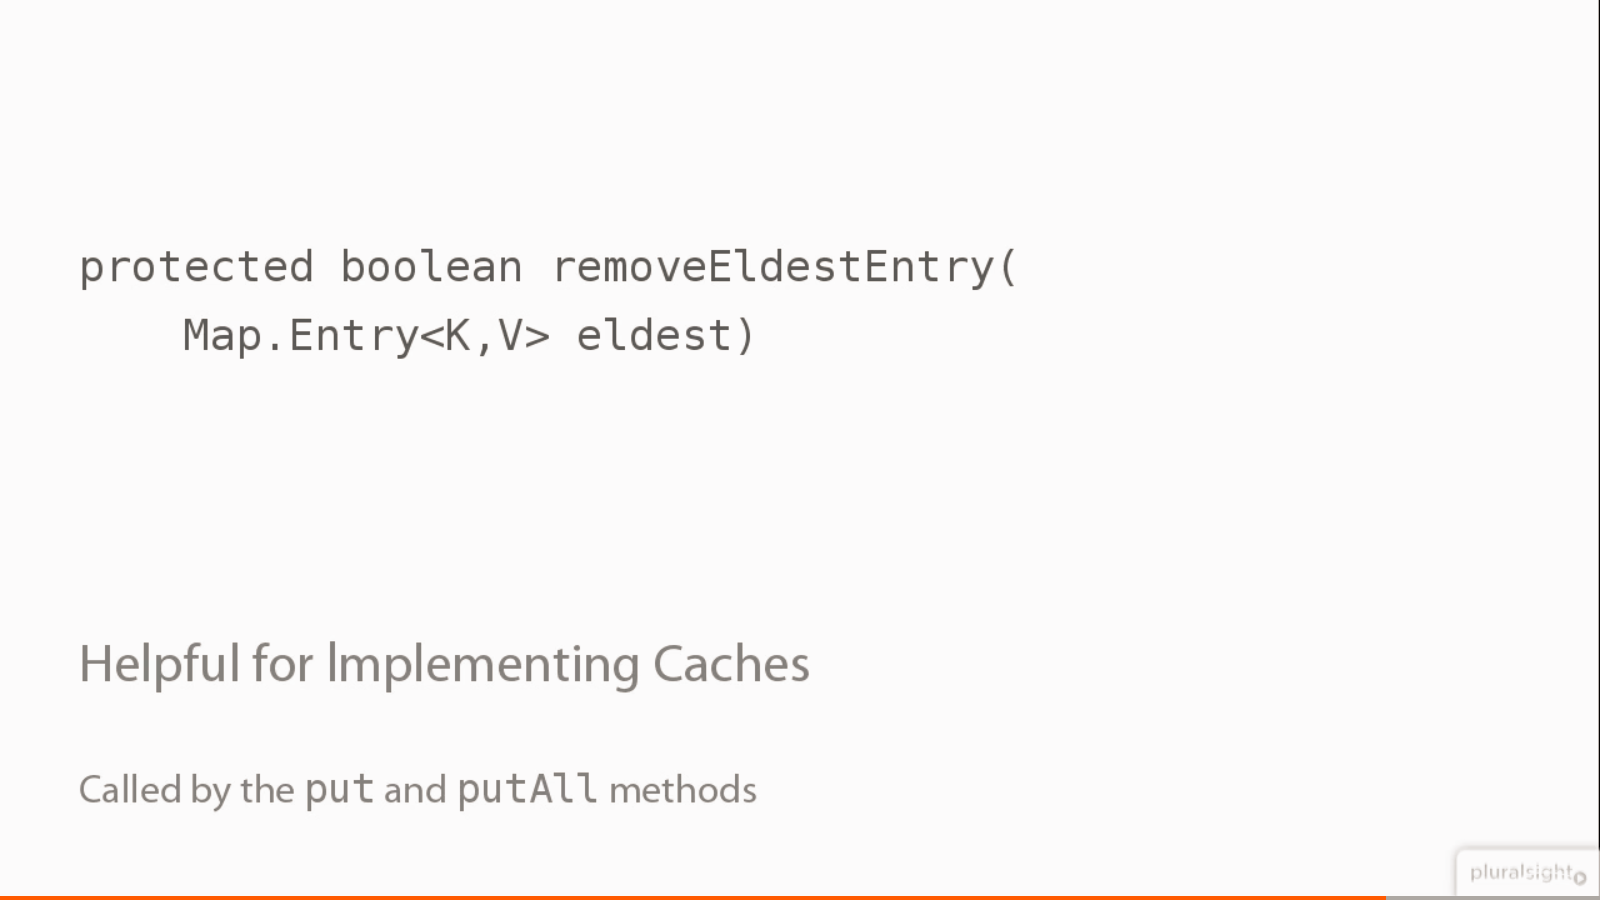 protected boolean removeEldestEntry(
Map.Entry<K,V> eldest)
Helpful for Implementing Caches
Called by the put and putAll methods
pluralsight